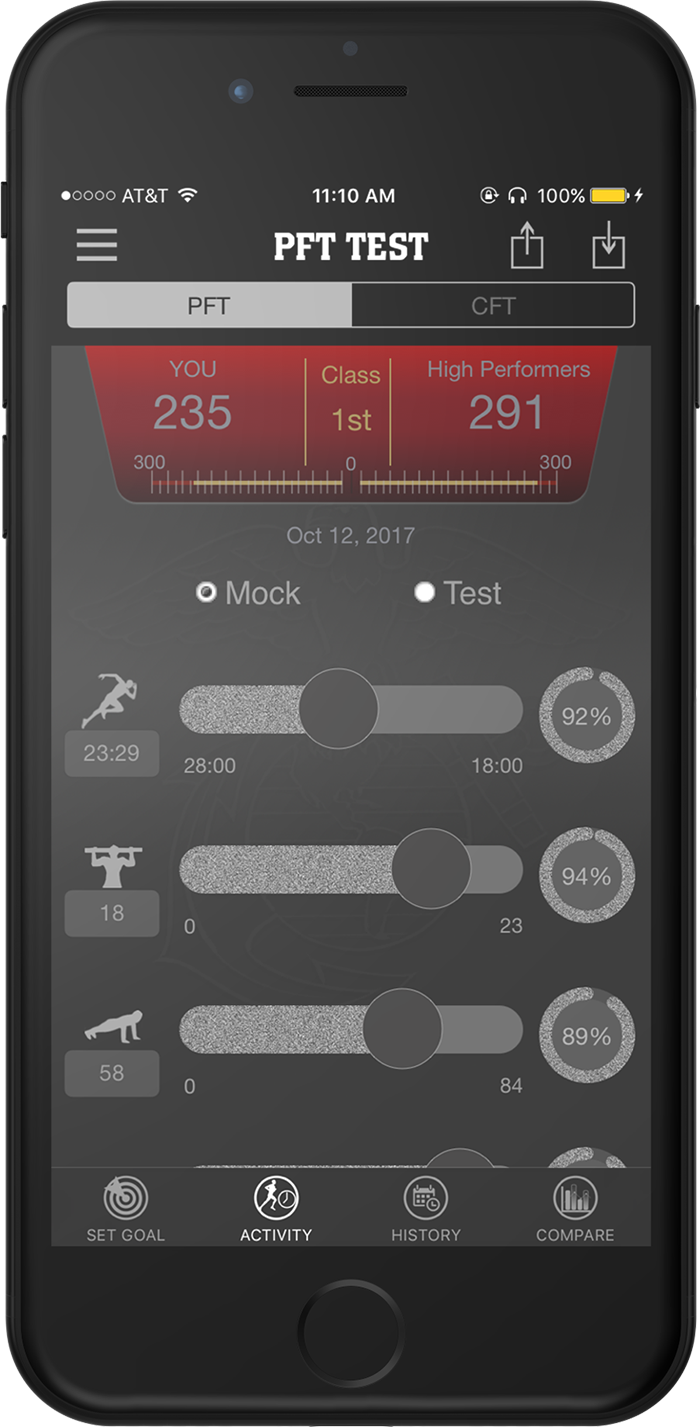 AT&T 11:10 AM 100%
PFT TEST
PFT CFT
YOU Class High Performers
235 1st 291
300 0 300
Oct 12, 2017
Mock Test
92%
23:29 28:00 18:00
94%
18 0 23
89%
58 0 84
SET GOAL ACTIVITY HISTORY COMPARE